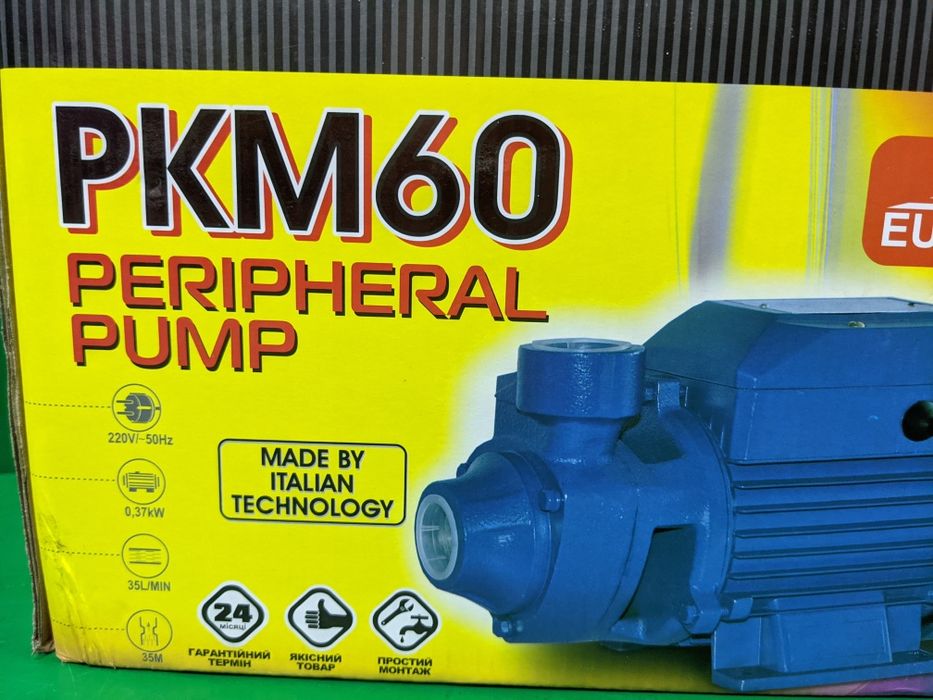 PKM60
PERIPHERAL
PUMP
EU
220V/~50Hz
0,37kW
35L/MIN
35M
MADE BY
ITALIAN
TECHNOLOGY
24
місяці
ГАРАНТІЙНИЙ
ТЕРМІН
ЯКІСНИЙ
ТОВАР
ПРОСТИЙ
МОНТАЖ